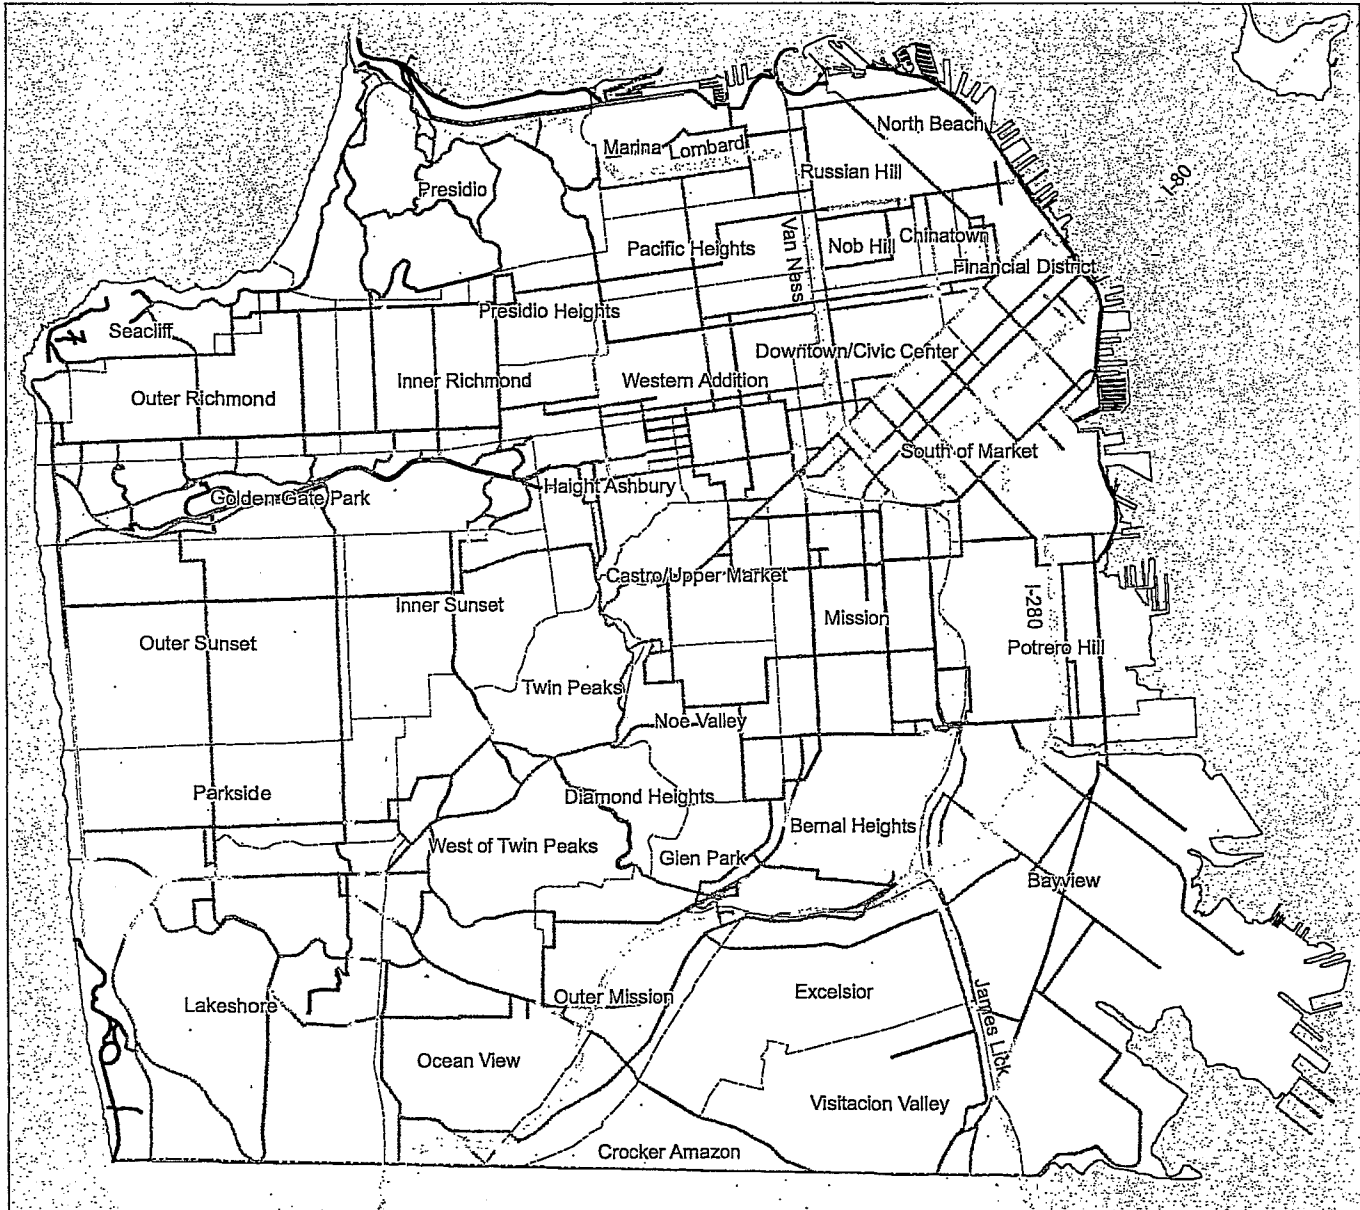 North Beach
Marina
Lombard
Russian Hill
I-80
Presidio
Van Ness
Pacific Heights
Nob Hill
Chinatown
Financial District
Presidio Heights
Seacliff
Downtown/Civic Center
Outer Richmond
Inner Richmond
Western Addition
South of Market
Golden Gate Park
Haight Ashbury
Castro/Upper Market
Inner Sunset
Mission
I-280
Outer Sunset
Potrero Hill
Twin Peaks
Noe Valley
Parkside
Diamond Heights
Bernal Heights
West of Twin Peaks
Glen Park
Bayview
Lakeshore
Outer Mission
Excelsior
James Lick
Ocean View
Visitacion Valley
Crocker Amazon